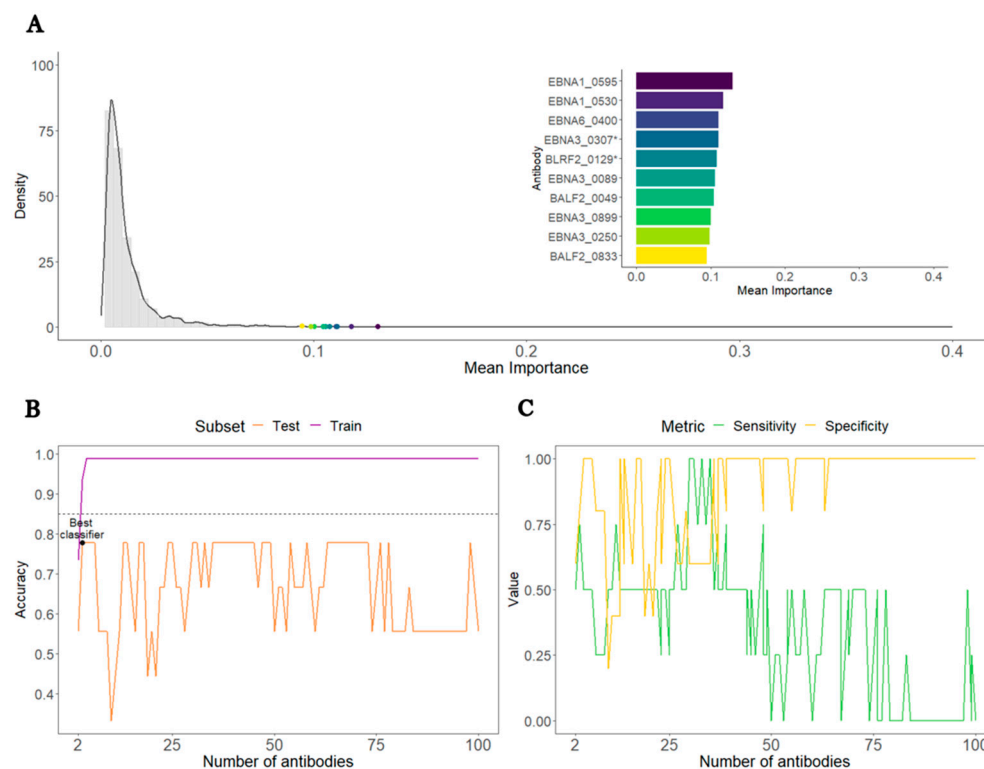 A
100
75
50
25
0
Density
0.0
0.1
0.2
0.3
0.4
Mean Importance
EBNA1_0595
EBNA1_0530
EBNA6_0400
EBNA3_0307*
BLRF2_0129*
EBNA3_0089
BALF2_0049
EBNA3_0899
EBNA3_0250
BALF2_0833
Antibody
0.0
0.1
0.2
0.3
0.4
Mean Importance
B
Subset
Test
Train
1.0
0.9
0.8
0.7
0.6
0.5
0.4
Accuracy
Best
classifier
2
25
50
75
100
Number of antibodies
C
Metric
Sensitivity
Specificity
1.00
0.75
0.50
0.25
0.00
Value
2
25
50
75
100
Number of antibodies